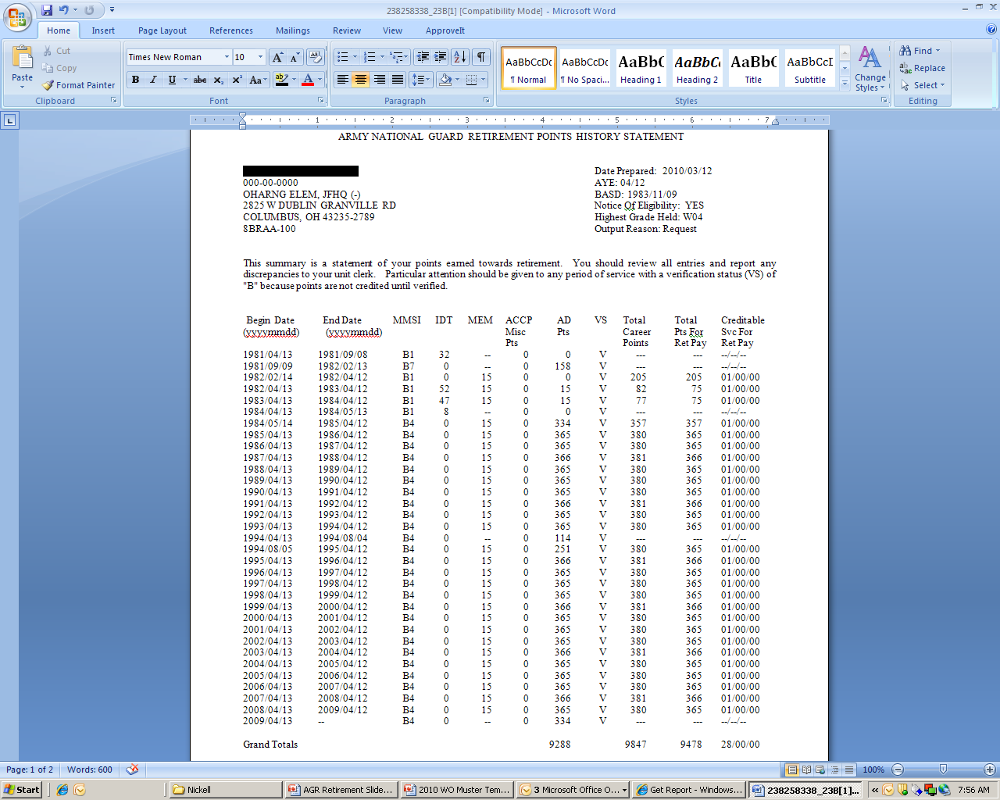 238258338_23B[1] [Compatibility Mode] - Microsoft Word
Home Insert Page Layout References Mailings Review View ApproveIt
Paste Cut Copy Format Painter Clipboard
Times New Roman 10 A A Aa
B I U abc x₂ x² Aa ab A Font
Paragraph
AaBbCcDc ¶ Normal
AaBbCcDc ¶ No Spaci...
AaBbC Heading 1
AaBbCc Heading 2
AaBbC Title
AaBbCcI Subtitle
Change Styles
Styles
Find Replace Select Editing
1 2 3 4 5 6 7
ARMY NATIONAL GUARD RETIREMENT POINTS HISTORY STATEMENT
000-00-0000
OHARNG ELEM, JFHQ (-)
2825 W DUBLIN GRANVILLE RD
COLUMBUS, OH 43235-2789
8BRAA-100
Date Prepared: 2010/03/12
AYE: 04/12
BASD: 1983/11/09
Notice Of Eligibility: YES
Highest Grade Held: W04
Output Reason: Request
This summary is a statement of your points earned towards retirement. You should review all entries and report any
discrepancies to your unit clerk. Particular attention should be given to any period of service with a verification status (VS) of
"B" because points are not credited until verified.
Begin Date End Date MMSI IDT MEM ACCP AD VS Total Total Creditable
(yyyymmdd) (yyyymmdd) Misc Pts Career Pts For Svc For
Pts Points Ret Pay Ret Pay
1981/04/13 1981/09/08 B1 32 -- 0 0 V --- --- --/--/--
1981/09/09 1982/02/13 B7 0 -- 0 158 V --- --- --/--/--
1982/02/14 1982/04/12 B1 0 15 0 0 V 205 205 01/00/00
1982/04/13 1983/04/12 B1 52 15 0 15 V 82 75 01/00/00
1983/04/13 1984/04/12 B1 47 15 0 15 V 77 75 01/00/00
1984/04/13 1984/05/13 B1 8 -- 0 0 V --- --- --/--/--
1984/05/14 1985/04/12 B4 0 15 0 334 V 357 357 01/00/00
1985/04/13 1986/04/12 B4 0 15 0 365 V 380 365 01/00/00
1986/04/13 1987/04/12 B4 0 15 0 365 V 380 365 01/00/00
1987/04/13 1988/04/12 B4 0 15 0 366 V 381 366 01/00/00
1988/04/13 1989/04/12 B4 0 15 0 365 V 380 365 01/00/00
1989/04/13 1990/04/12 B4 0 15 0 365 V 380 365 01/00/00
1990/04/13 1991/04/12 B4 0 15 0 365 V 380 365 01/00/00
1991/04/13 1992/04/12 B4 0 15 0 366 V 381 366 01/00/00
1992/04/13 1993/04/12 B4 0 15 0 365 V 380 365 01/00/00
1993/04/13 1994/04/12 B4 0 15 0 365 V 380 365 01/00/00
1994/04/13 1994/08/04 B4 0 -- 0 114 V --- --- --/--/--
1994/08/05 1995/04/12 B4 0 15 0 251 V 380 365 01/00/00
1995/04/13 1996/04/12 B4 0 15 0 366 V 381 366 01/00/00
1996/04/13 1997/04/12 B4 0 15 0 365 V 380 365 01/00/00
1997/04/13 1998/04/12 B4 0 15 0 365 V 380 365 01/00/00
1998/04/13 1999/04/12 B4 0 15 0 365 V 380 365 01/00/00
1999/04/13 2000/04/12 B4 0 15 0 366 V 381 366 01/00/00
2000/04/13 2001/04/12 B4 0 15 0 365 V 380 365 01/00/00
2001/04/13 2002/04/12 B4 0 15 0 365 V 380 365 01/00/00
2002/04/13 2003/04/12 B4 0 15 0 365 V 380 365 01/00/00
2003/04/13 2004/04/12 B4 0 15 0 366 V 381 366 01/00/00
2004/04/13 2005/04/12 B4 0 15 0 365 V 380 365 01/00/00
2005/04/13 2006/04/12 B4 0 15 0 365 V 380 365 01/00/00
2006/04/13 2007/04/12 B4 0 15 0 365 V 380 365 01/00/00
2007/04/13 2008/04/12 B4 0 15 0 366 V 381 366 01/00/00
2008/04/13 2009/04/12 B4 0 15 0 365 V 380 365 01/00/00
2009/04/13 -- B4 0 -- 0 334 V --- --- --/--/--
Grand Totals 9288 9847 9478 28/00/00
Page: 1 of 2 Words: 600 100%
Start Nickell AGR Retirement Slide... 2010 WO Muster Tem... 3 Microsoft Office O... Get Report - Windows... 238258338_23B[1]... 7:56 AM